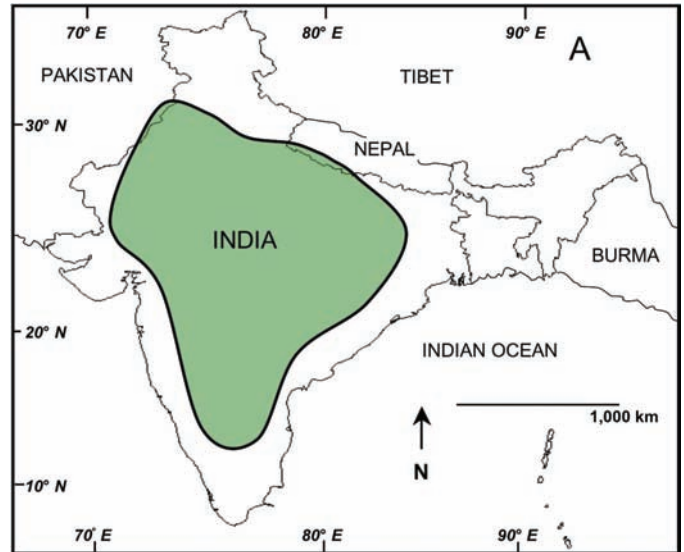 70° E 80° E 90° E
A
PAKISTAN TIBET
30° N
NEPAL
INDIA
BURMA
20° N
INDIAN OCEAN
1,000 km
N
10° N
70° E 80° E 90° E